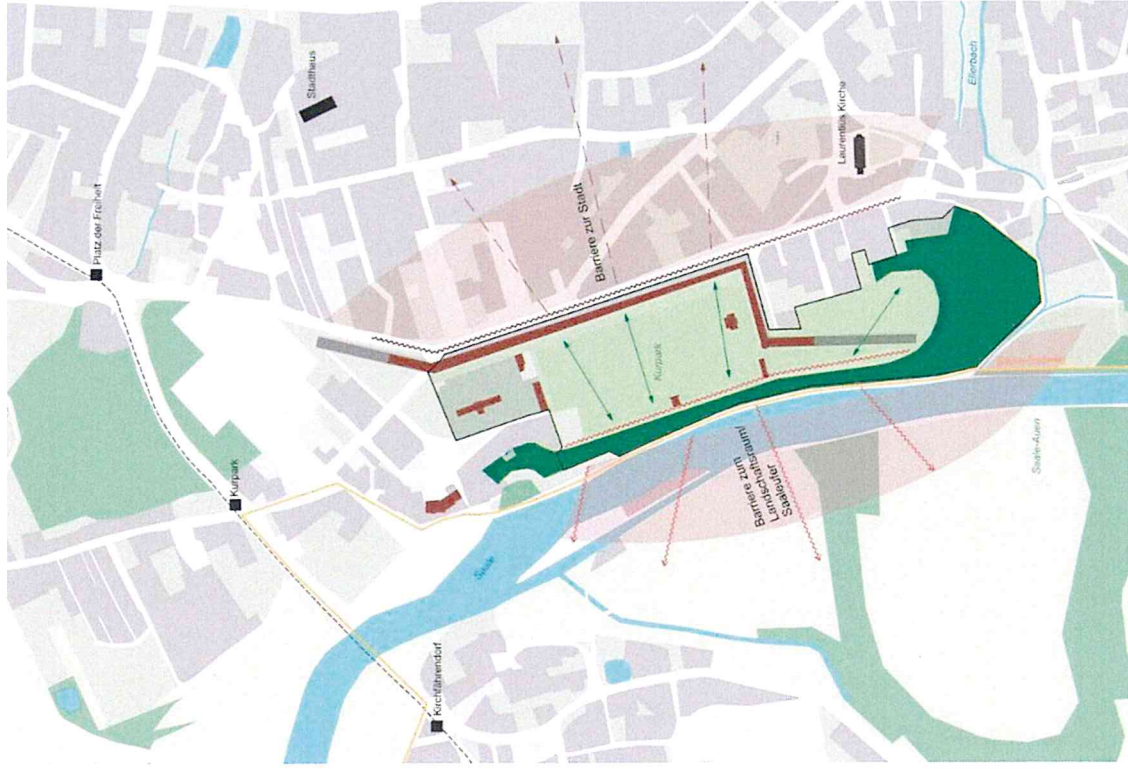 Stadthaus
Platz der Freiheit
Ellerbach
Laurentius Kirche
Barriere zur Stadt
Kurpark
Kurpark
Barriere zum
Landschaftsraum/
Saaleufer
Saale-Auen
Saale
Kirchfährendorf